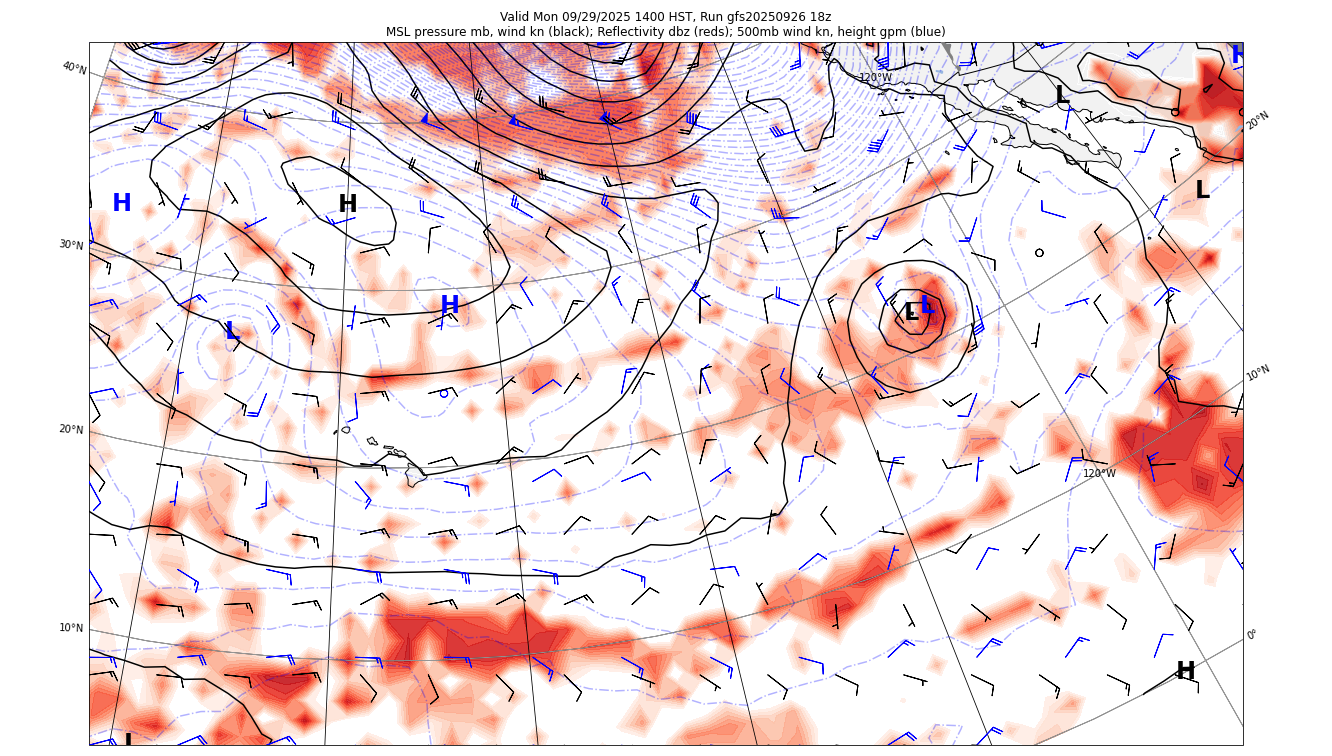 Valid Mon 09/29/2025 1400 HST, Run gfs20250926 18z
MSL pressure mb, wind kn (black); Reflectivity dbz (reds); 500mb wind kn, height gpm (blue)
H
40°N
120°W
L
20°N
H
H
L
30°N
H
L
L
L
10°N
20°N
120°W
10°N
0°
H
L